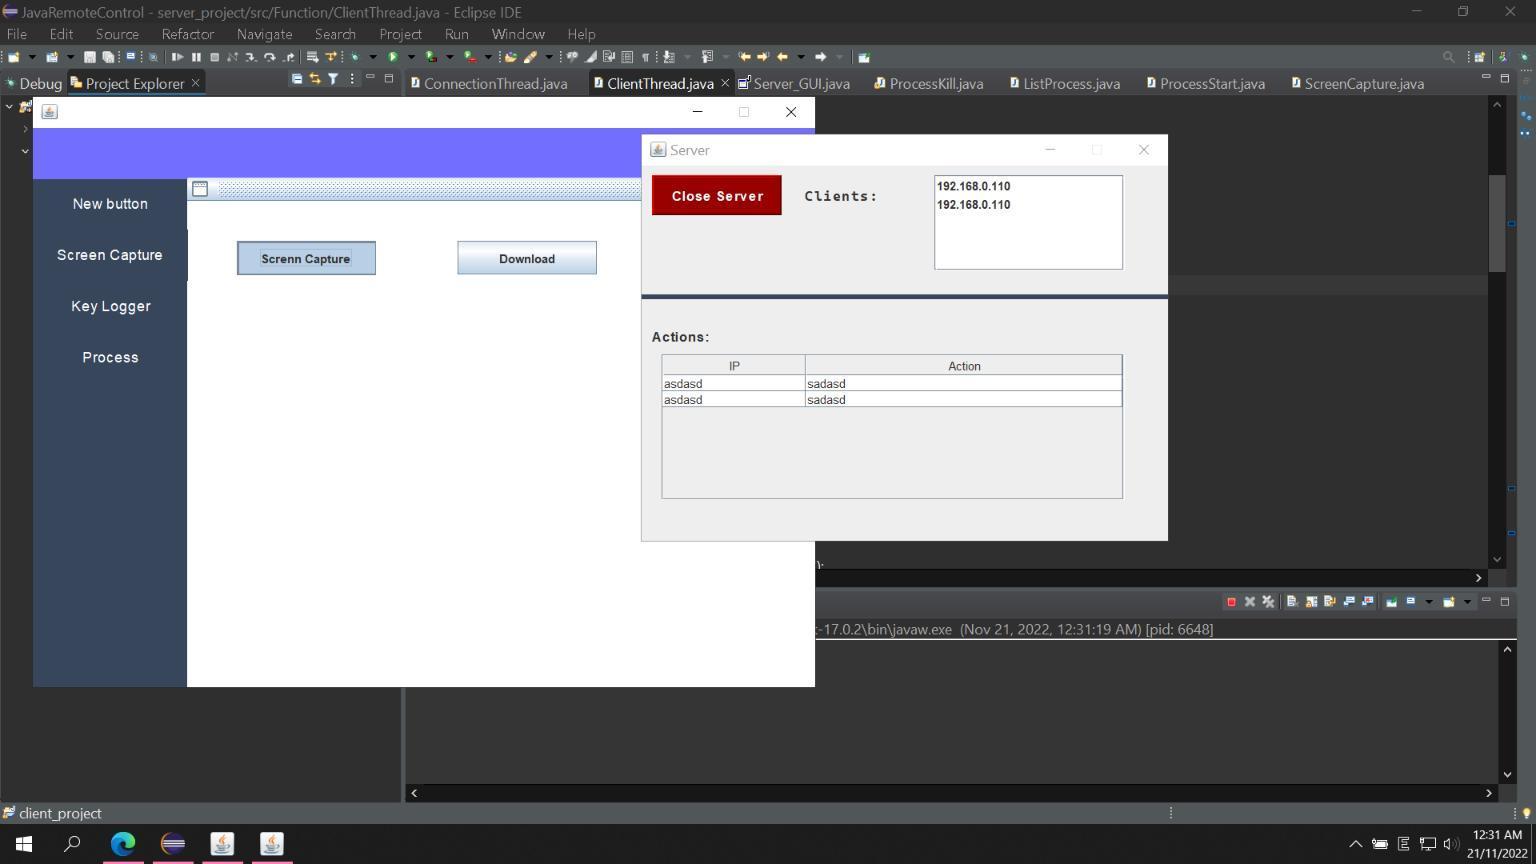 JavaRemoteControl - server_project/src/Function/ClientThread.java - Eclipse IDE
File Edit Source Refactor Navigate Search Project Run Window Help
Debug Project Explorer ConnectionThread.java ClientThread.java Server_GUI.java ProcessKill.java ListProcess.java ProcessStart.java ScreenCapture.java
New button
Screen Capture
Key Logger
Process
Screnn Capture
Download
Server
Close Server
Clients:
192.168.0.110
192.168.0.110
Actions:
IP Action
asdasd sadasd
asdasd sadasd
);
-17.0.2\bin\javaw.exe (Nov 21, 2022, 12:31:19 AM) [pid: 6648]
client_project
12:31 AM
21/11/2022